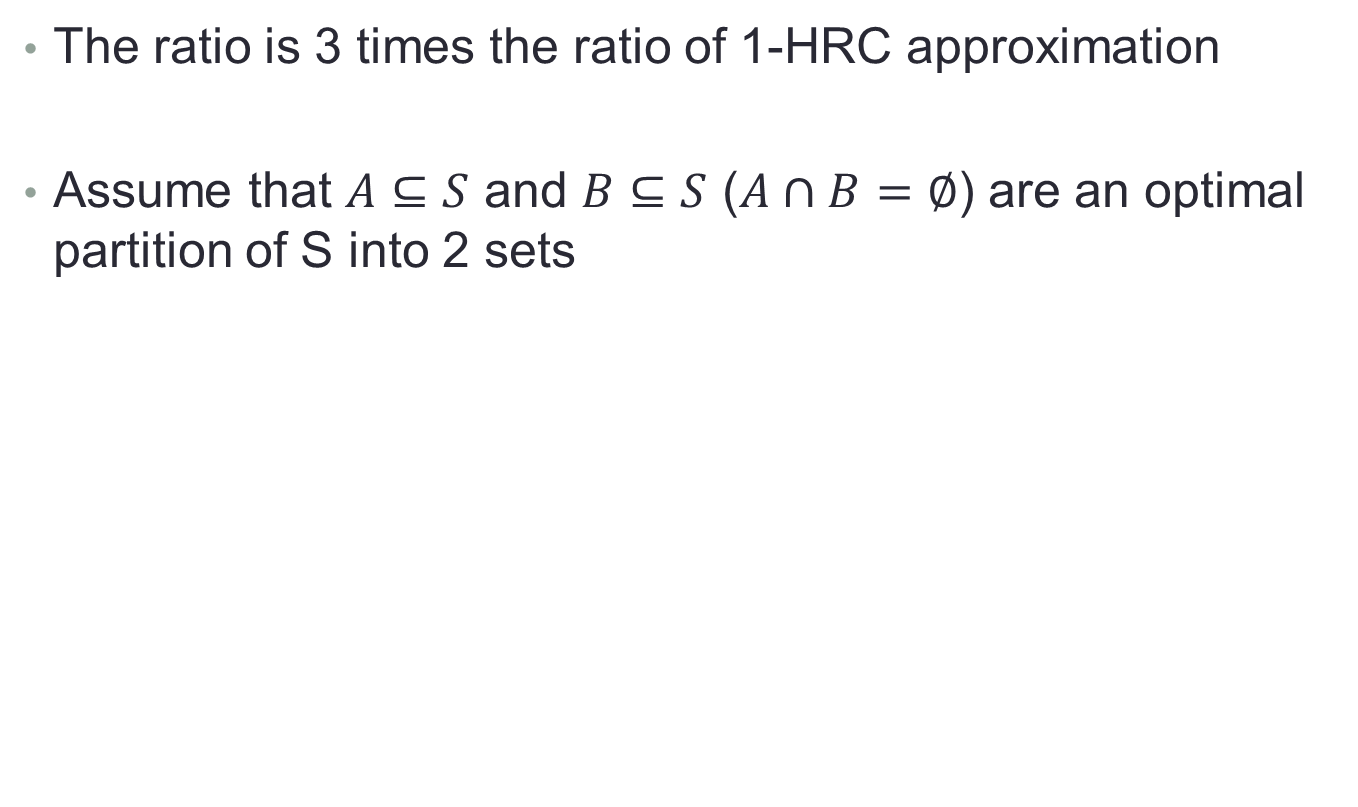 • The ratio is 3 times the ratio of 1-HRC approximation
• Assume that 𝐴 ⊆ 𝑆 and 𝐵 ⊆ 𝑆 (𝐴 ∩ 𝐵 = ∅) are an optimal
partition of S into 2 sets